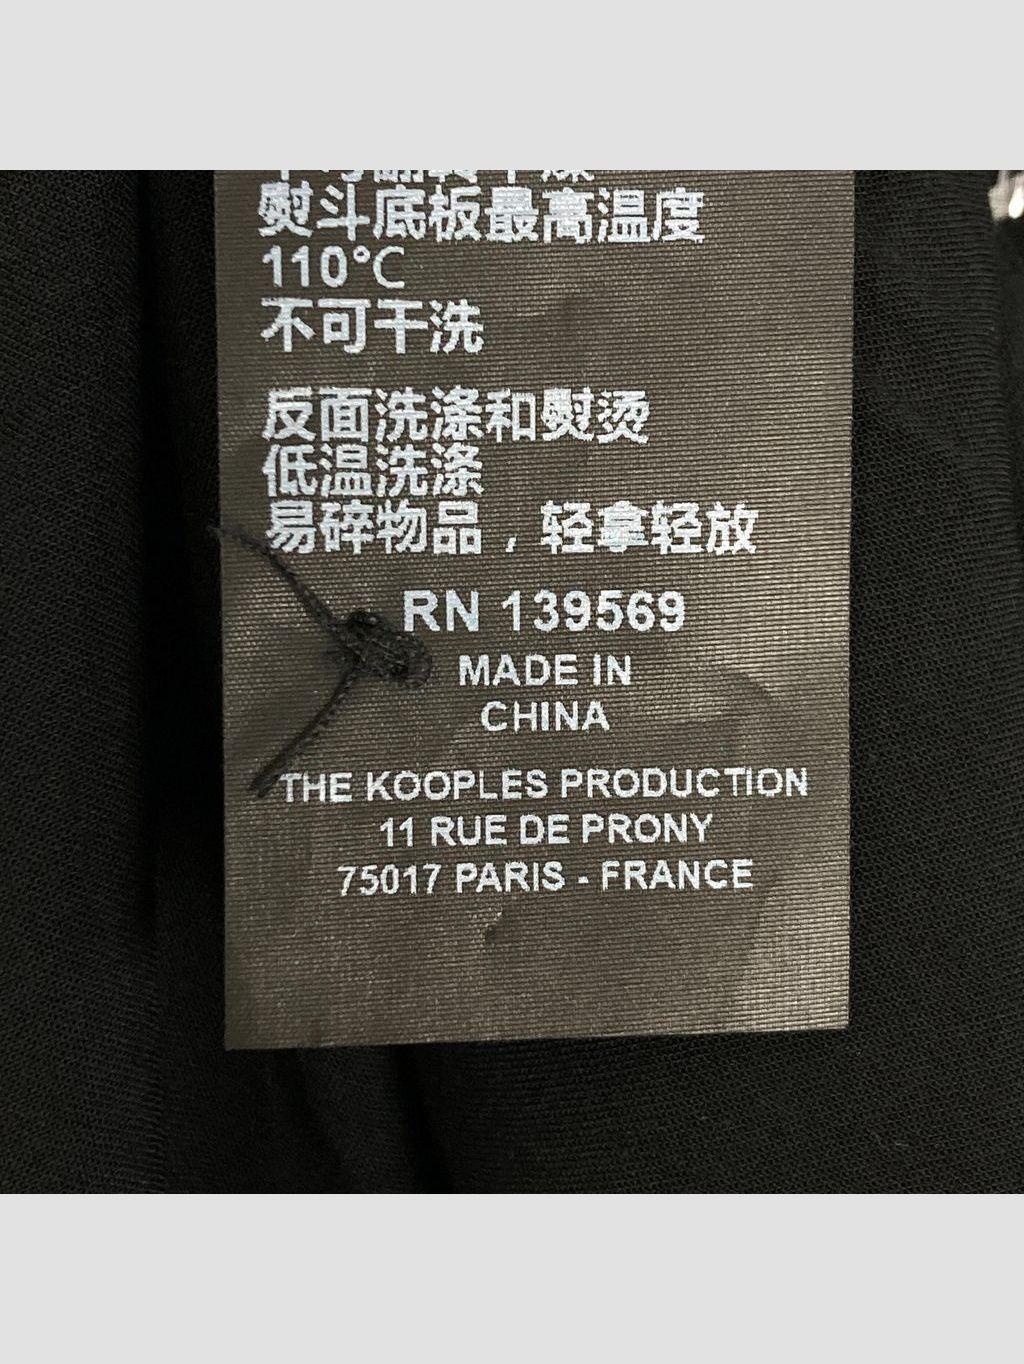 熨斗底板最高温度
110°C
不可干洗
反面洗涤和熨烫
低温洗涤
易碎物品，轻拿轻放
RN 139569
MADE IN
CHINA
THE KOOPLES PRODUCTION
11 RUE DE PRONY
75017 PARIS - FRANCE